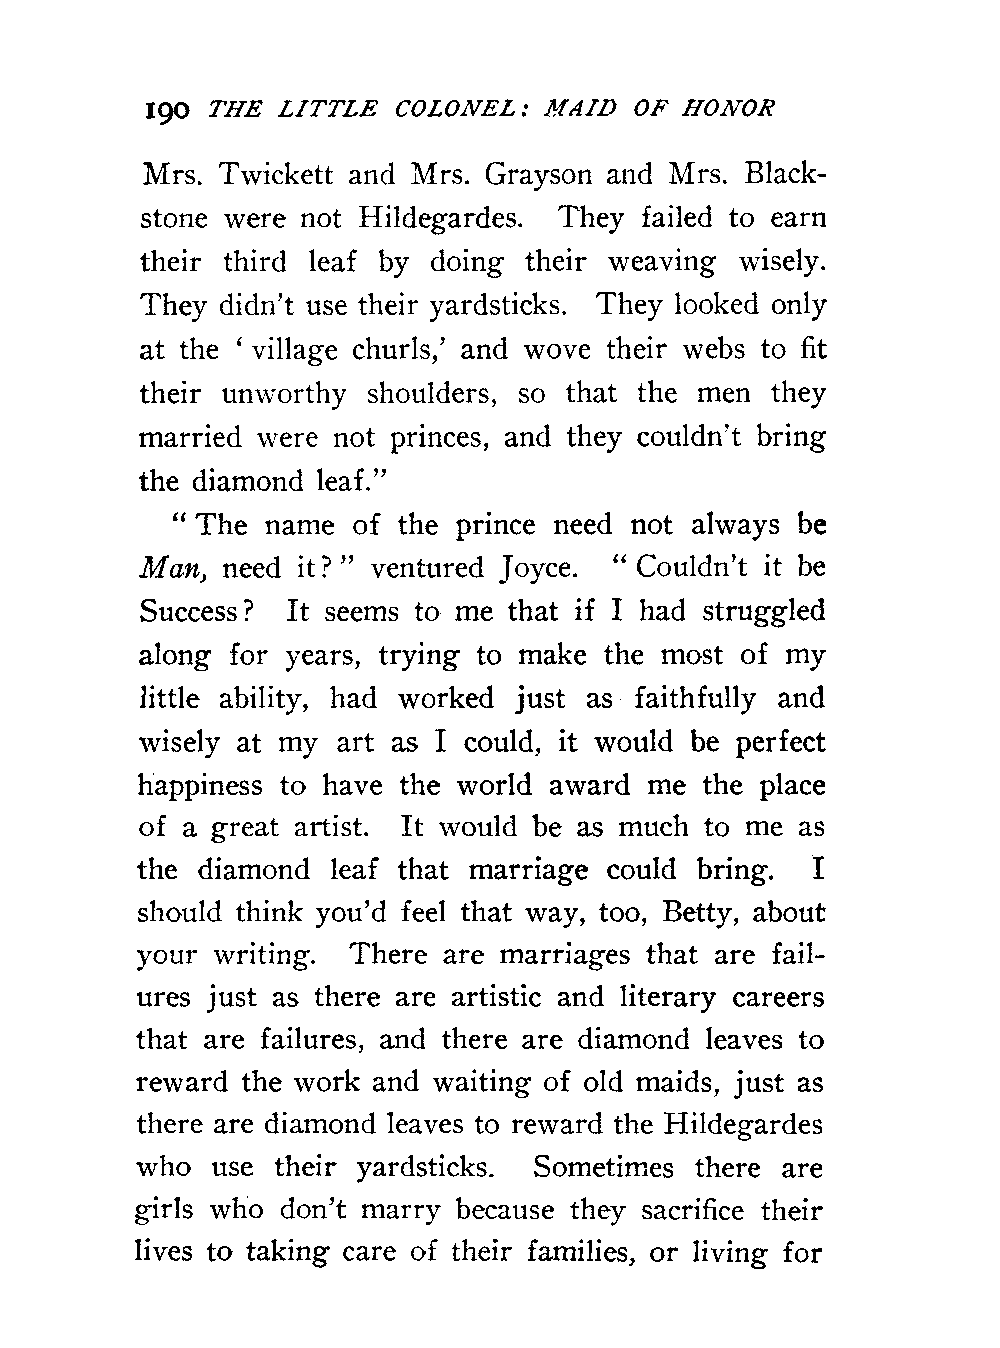 190 THE LITTLE COLONEL: MAID OF HONOR
Mrs. Twickett and Mrs. Grayson and Mrs. Black-
stone were not Hildegardes. They failed to earn
their third leaf by doing their weaving wisely.
They didn't use their yardsticks. They looked only
at the ‘village churls,’ and wove their webs to fit
their unworthy shoulders, so that the men they
married were not princes, and they couldn't bring
the diamond leaf.”
“The name of the prince need not always be
Man, need it?” ventured Joyce. “Couldn't it be
Success? It seems to me that if I had struggled
along for years, trying to make the most of my
little ability, had worked just as faithfully and
wisely at my art as I could, it would be perfect
happiness to have the world award me the place
of a great artist. It would be as much to me as
the diamond leaf that marriage could bring. I
should think you'd feel that way, too, Betty, about
your writing. There are marriages that are fail-
ures just as there are artistic and literary careers
that are failures, and there are diamond leaves to
reward the work and waiting of old maids, just as
there are diamond leaves to reward the Hildegardes
who use their yardsticks. Sometimes there are
girls who don't marry because they sacrifice their
lives to taking care of their families, or living for